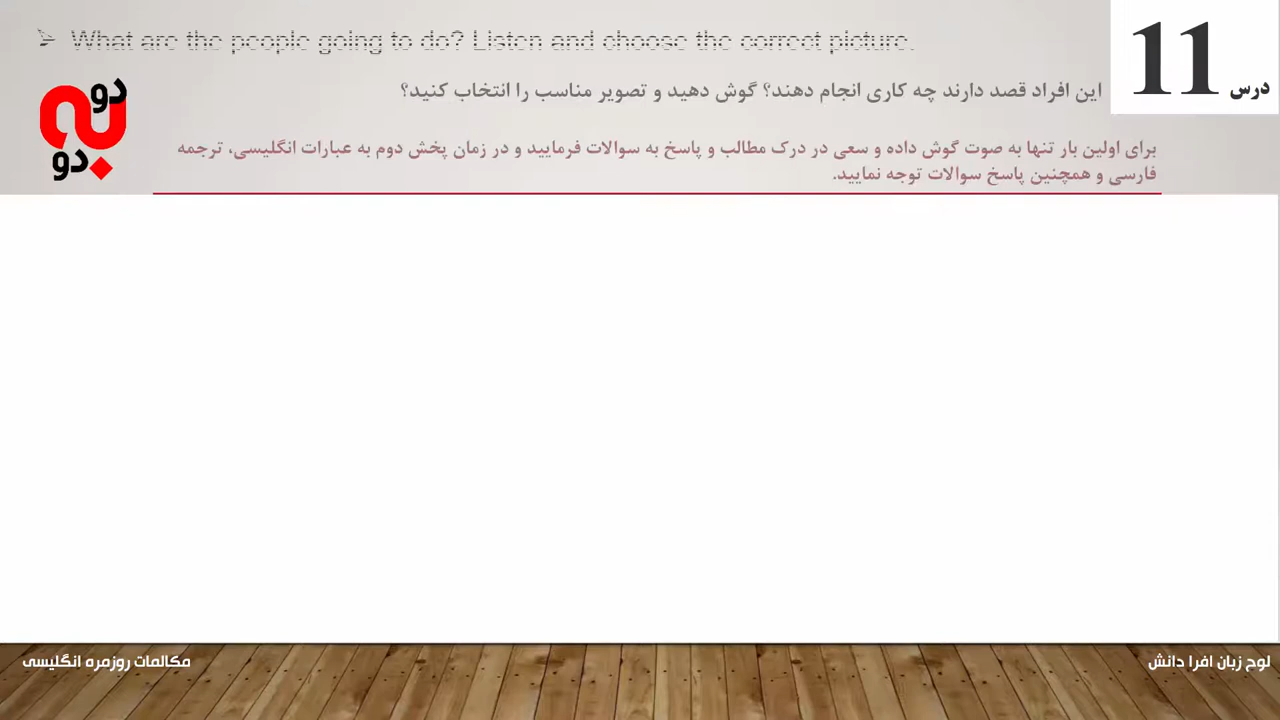 ➢ What are the people going to do? Listen and choose the correct picture.
درس 11
این افراد قصد دارند چه کاری انجام دهند؟ گوش دهید و تصویر مناسب را انتخاب کنید؟
دو به دو
برای اولین بار تنها به صوت گوش داده و سعی در درک مطالب و پاسخ به سوالات فرمایید و در زمان پخش دوم به عبارات انگلیسی، ترجمه
فارسی و همچنین پاسخ سوالات توجه نمایید.
لوح زبان افرا دانش
مکالمات روزمره انگلیسی